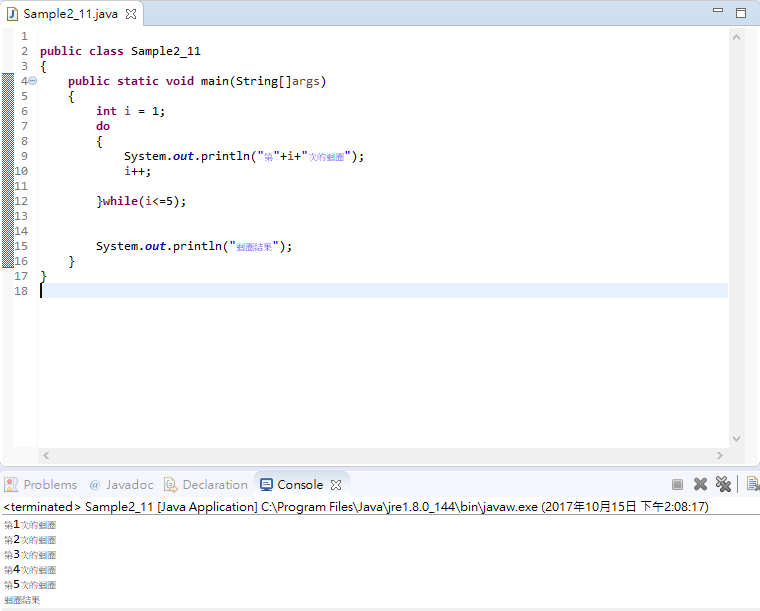 Sample2_11.java
1
2 public class Sample2_11
3 {
4 public static void main(String[]args)
5 {
6 int i = 1;
7 do
8 {
9 System.out.println("第"+i+"次的迴圈");
10 i++;
11
12 }while(i<=5);
13
14
15 System.out.println("迴圈結果");
16 }
17 }
18
Problems @ Javadoc Declaration Console
<terminated> Sample2_11 [Java Application] C:\Program Files\Java\jre1.8.0_144\bin\javaw.exe (2017年10月15日 下午2:08:17)
第1次的迴圈
第2次的迴圈
第3次的迴圈
第4次的迴圈
第5次的迴圈
迴圈結果